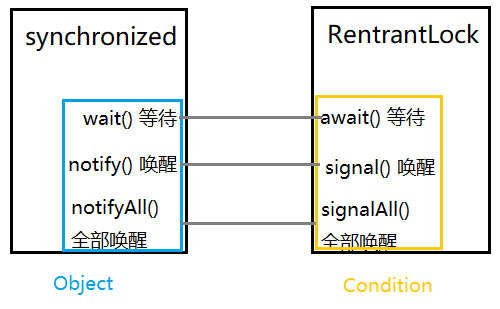 synchronized
wait() 等待
notify() 唤醒
notifyAll()
全部唤醒
Object
RentrantLock
await() 等待
signal() 唤醒
signalAll()
全部唤醒
Condition